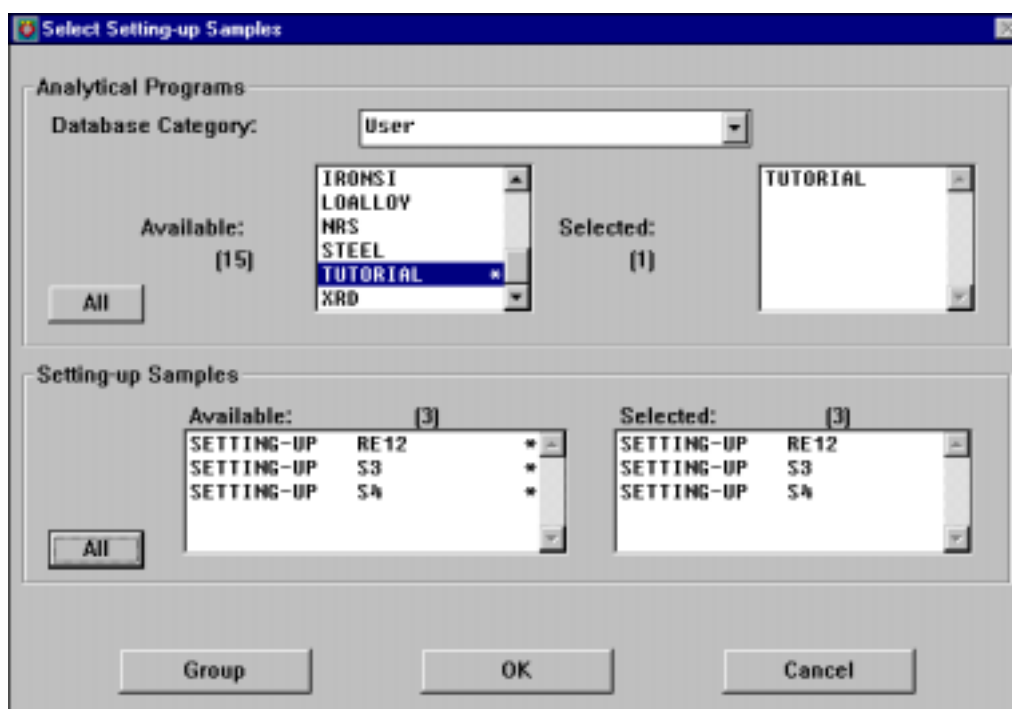 Select Setting-up Samples
Analytical Programs
Database Category: User
IRONSI
LOALLOY
NRS
STEEL
TUTORIAL *
XRD
Available:
(15)
All
Selected:
(1)
TUTORIAL
Setting-up Samples
Available: (3)
SETTING-UP RE12 *
SETTING-UP S3 *
SETTING-UP S4 *
All
Selected: (3)
SETTING-UP RE12
SETTING-UP S3
SETTING-UP S4
Group
OK
Cancel